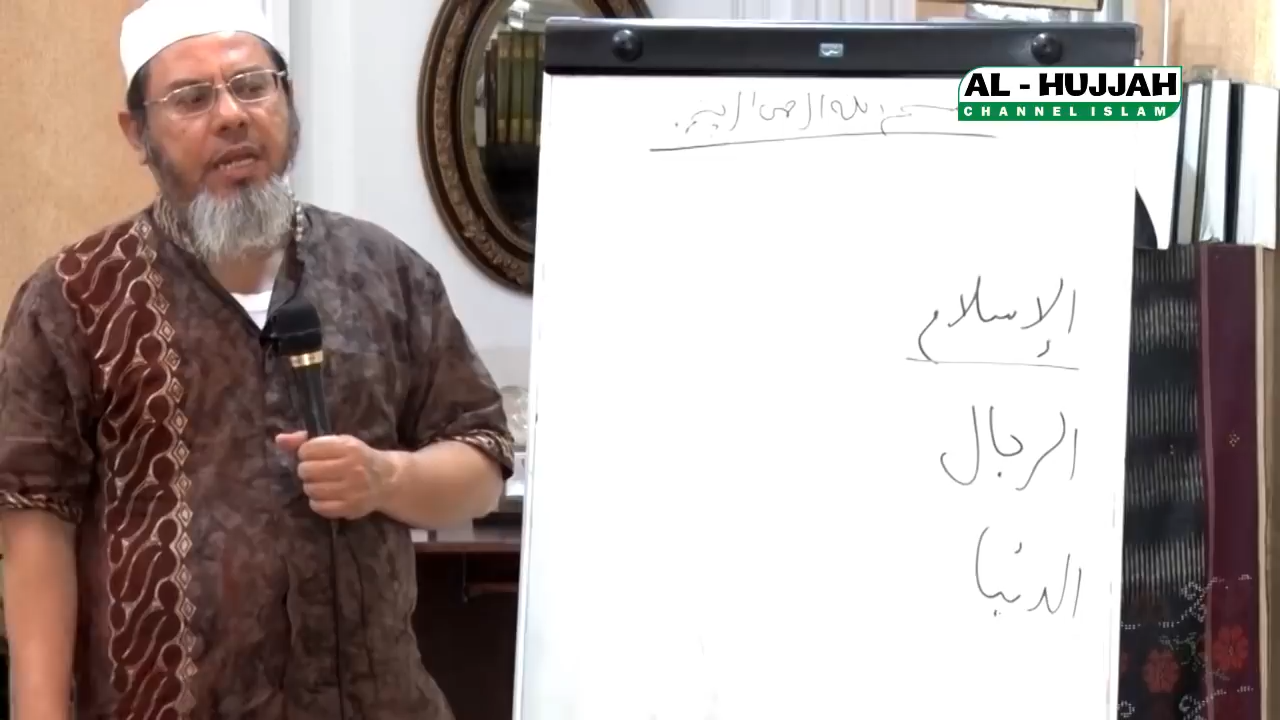 AL - HUJJAH
CHANNEL ISLAM
بسم الله الرحمن الرحيم
الإسلام
الرجال
الدنيا